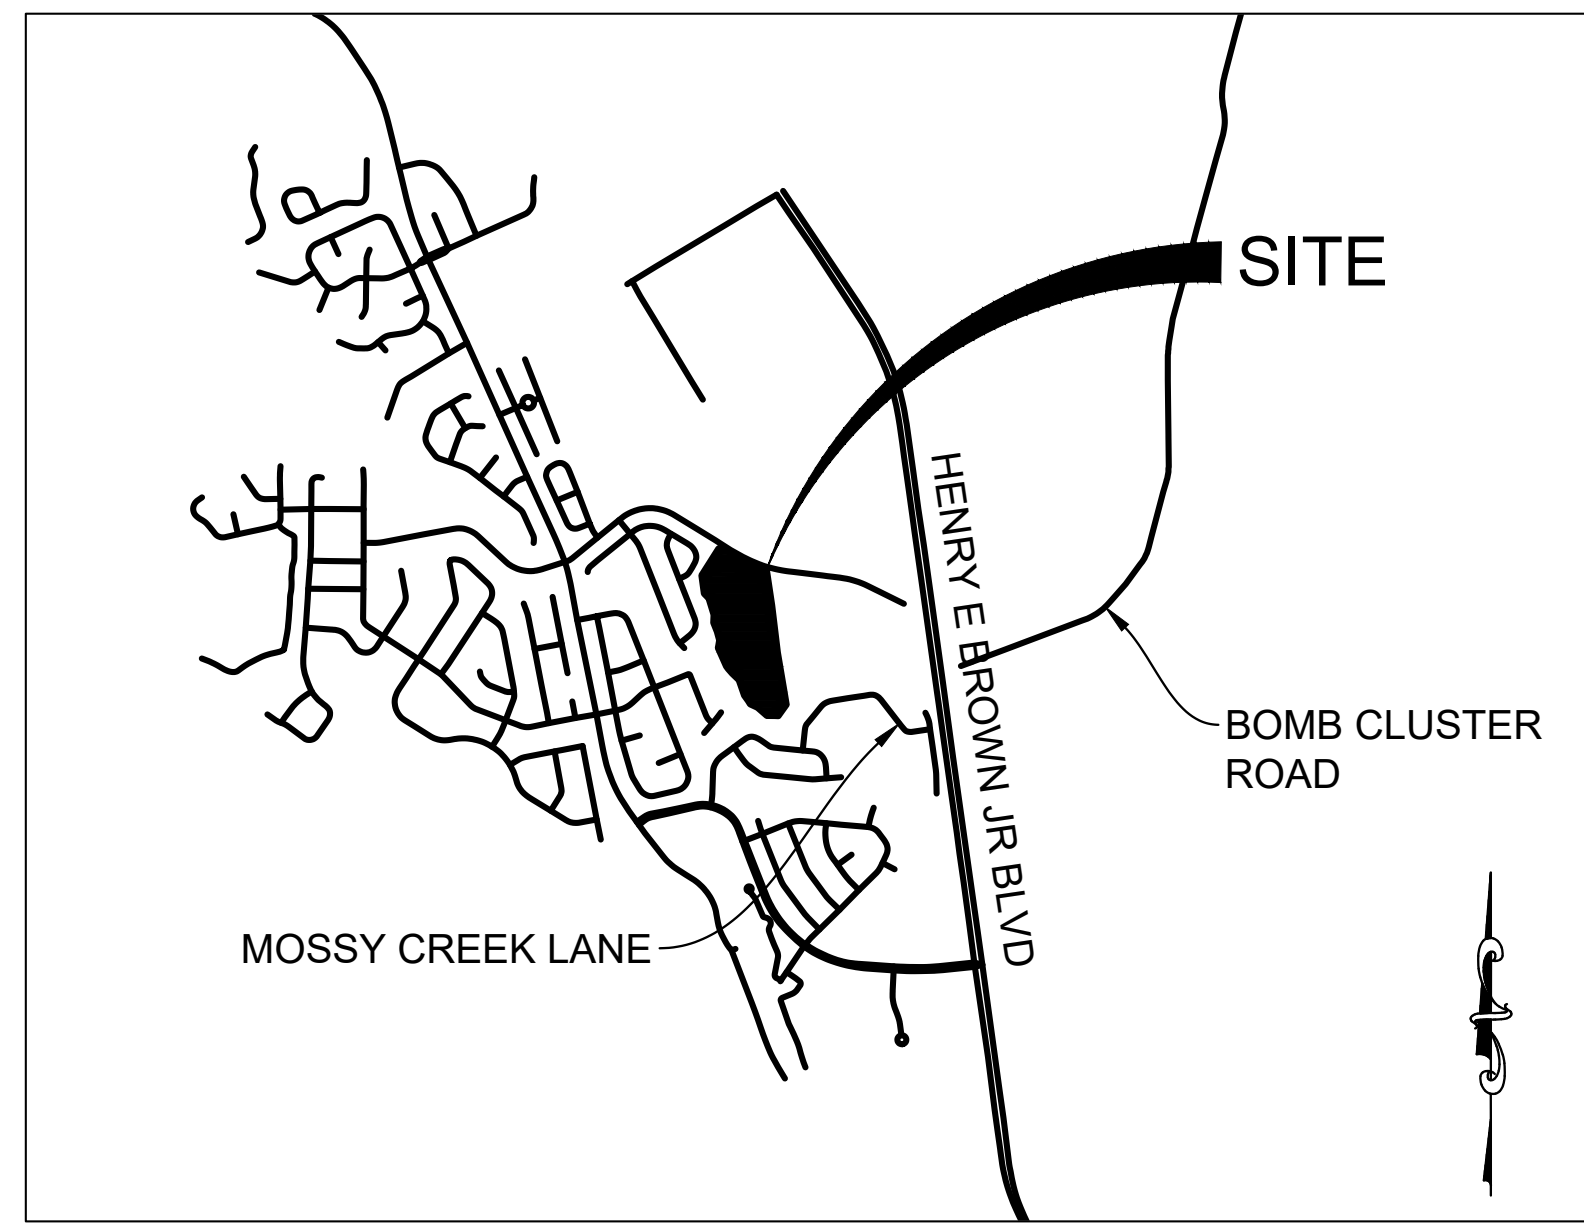 SITE
HENRY E BROWN JR BLVD
BOMB CLUSTER
ROAD
MOSSY CREEK LANE